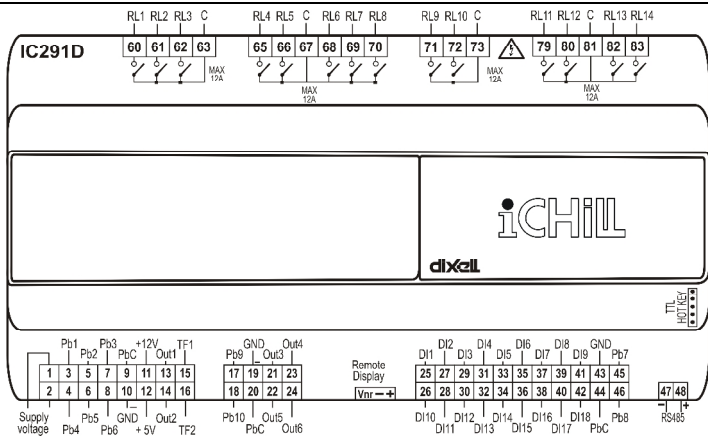 RL1 RL2 RL3 C RL4 RL5 C RL6 RL7 RL8 RL9 RL10 C RL11 RL12 C RL13 RL14
IC291D
60 61 62 63 65 66 67 68 69 70 71 72 73 79 80 81 82 83
MAX 12A
MAX 12A
MAX 12A
MAX 12A
iCHiLL
dixell
TTL
HOT KEY
Pb1 Pb3 +12V TF1
Pb2 PbC Out1
1 3 5 7 9 11 13 15
2 4 6 8 10 12 14 16
Supply voltage
Pb5 GND Out2
Pb4 Pb6 +5V TF2
GND Out4
Pb9 Out3
17 19 21 23
18 20 22 24
Pb10 Out5
PbC Out6
Remote Display
Vnr − +
DI2 DI4 DI6 DI8 GND
DI1 DI3 DI5 DI7 DI9 Pb7
25 27 29 31 33 35 37 39 41 43 45
26 28 30 32 34 36 38 40 42 44 46
DI10 DI12 DI14 DI16 DI18 Pb8
DI11 DI13 DI15 DI17 PbC
47 48
− +
RS485